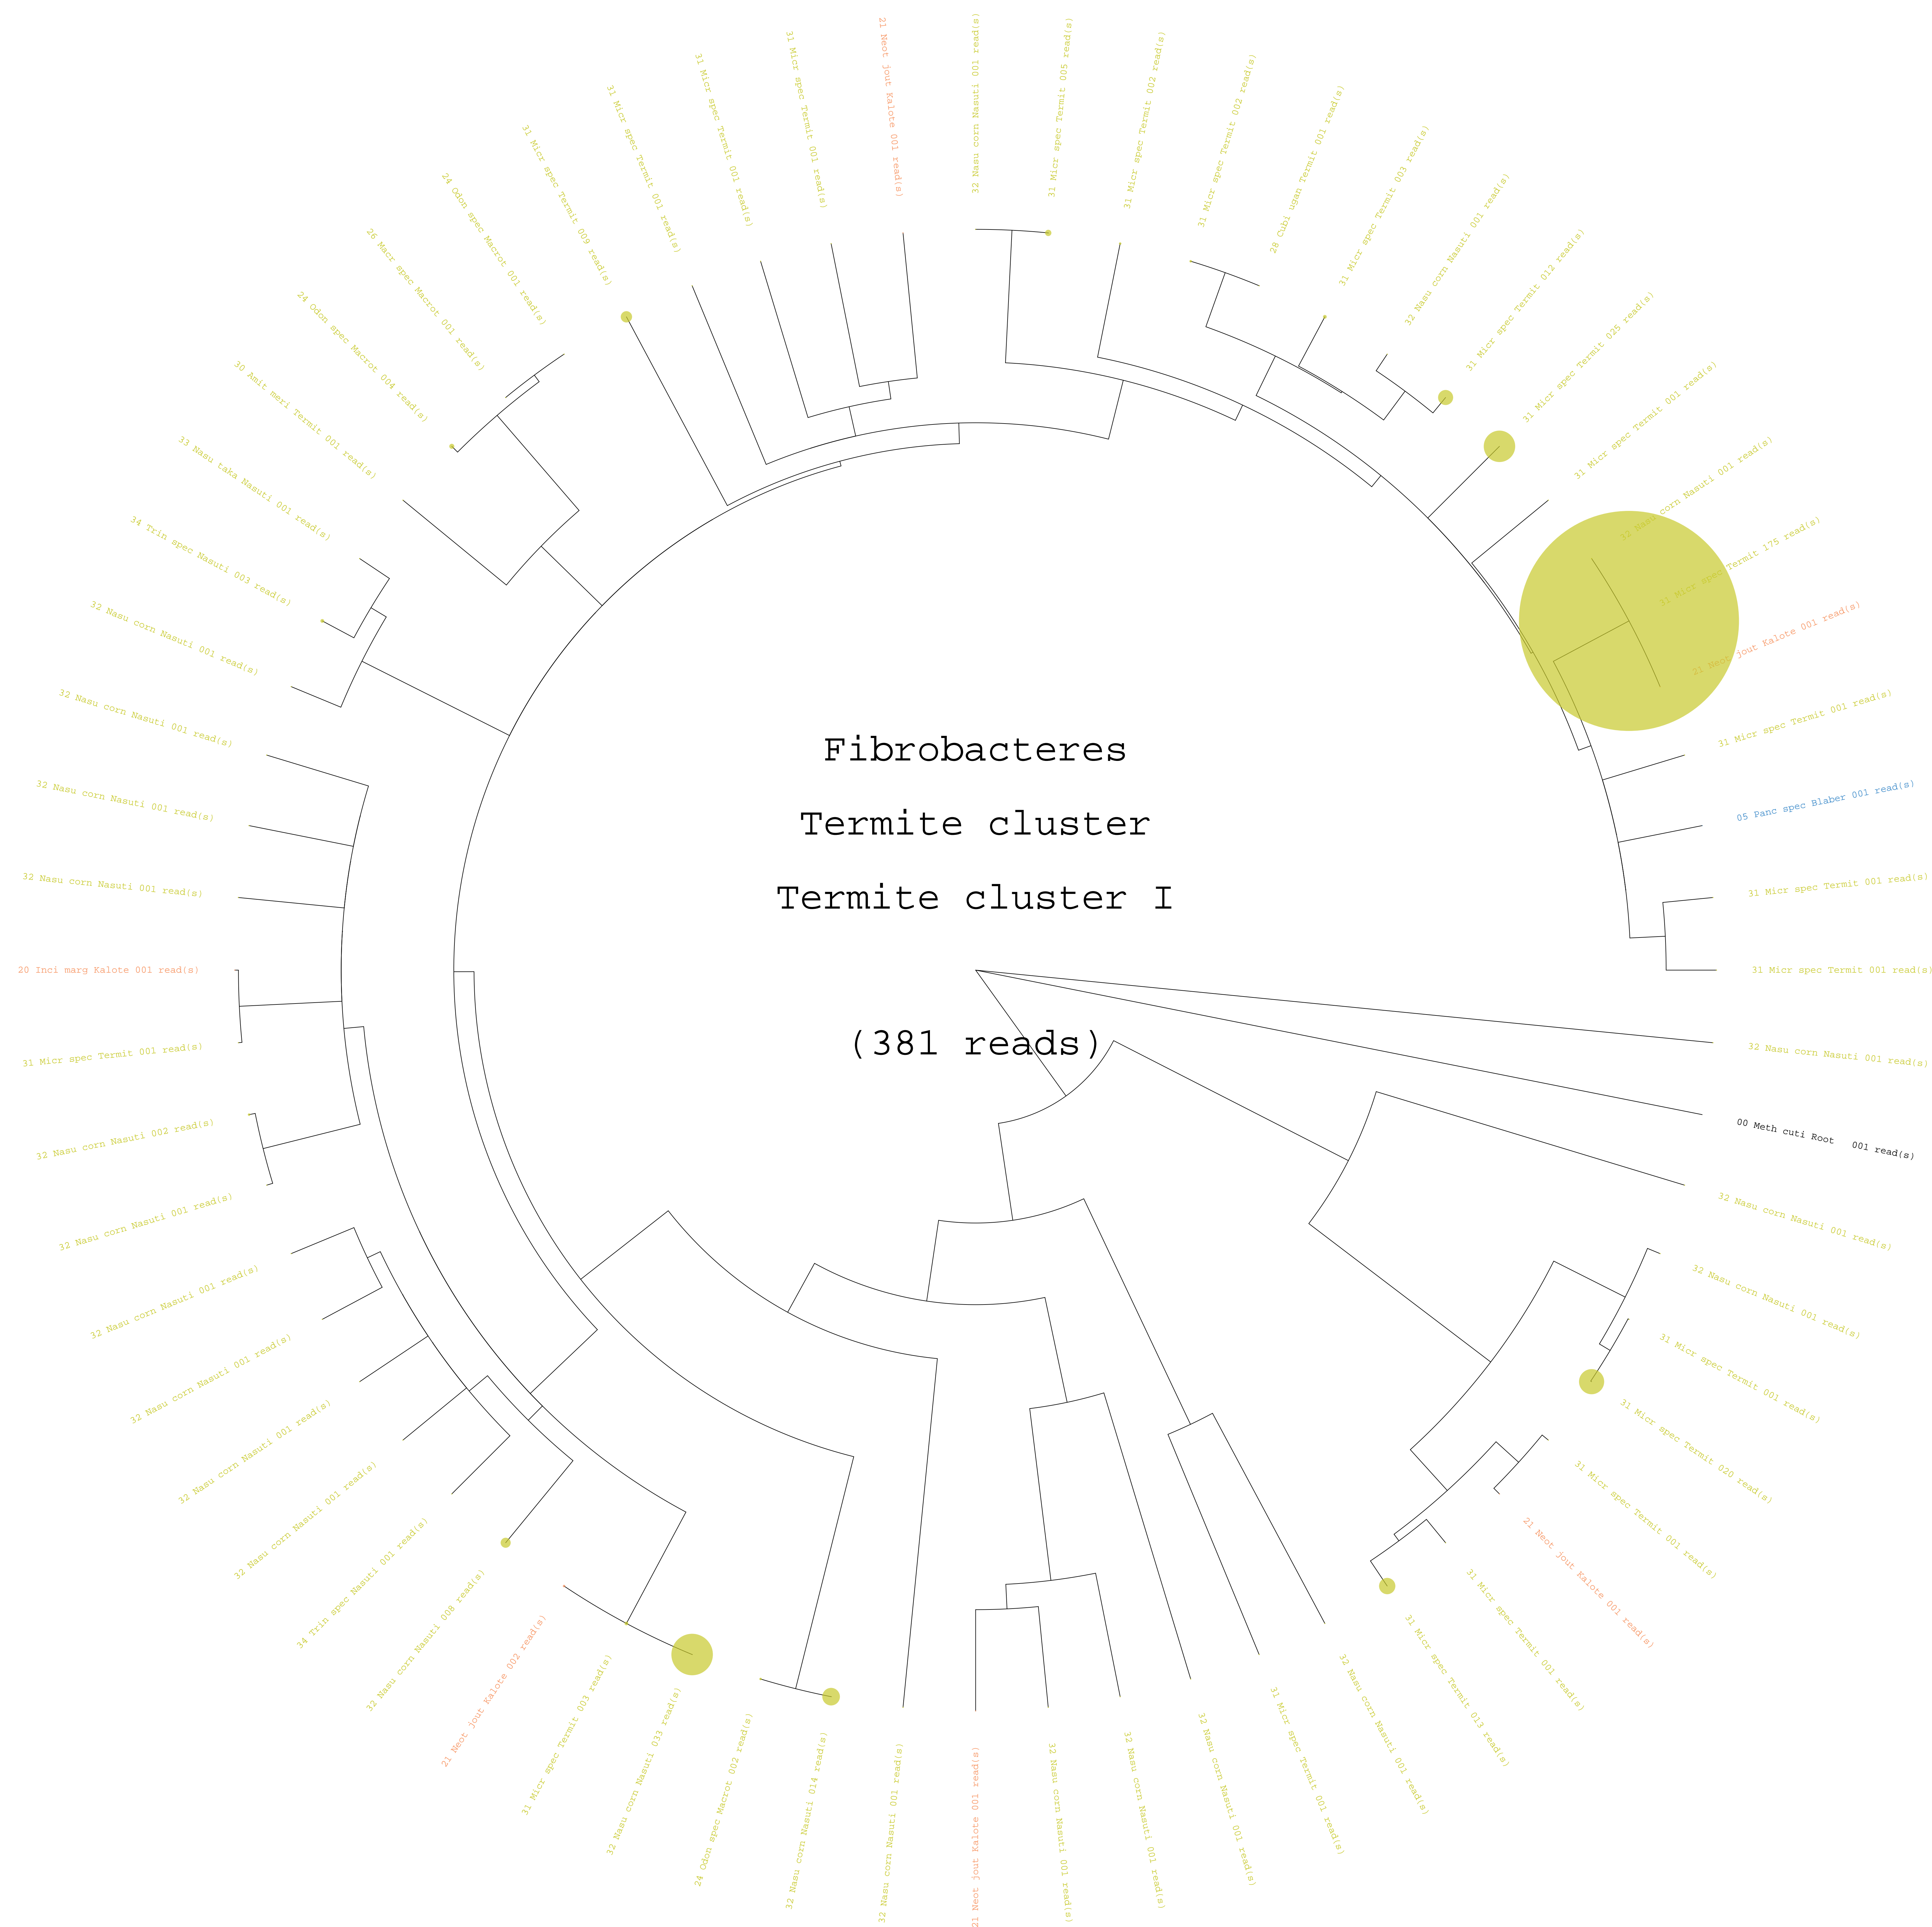 Fibrobacteres
Termite cluster
Termite cluster I
(381 reads)
32 Nasu corn Nasuti 001 read(s)
31 Micr spec Termit 005 read(s)
31 Micr spec Termit 002 read(s)
31 Micr spec Termit 002 read(s)
28 Cubi ugan Termit 001 read(s)
31 Micr spec Termit 003 read(s)
32 Nasu corn Nasuti 001 read(s)
31 Micr spec Termit 012 read(s)
31 Micr spec Termit 025 read(s)
31 Micr spec Termit 001 read(s)
32 Nasu corn Nasuti 001 read(s)
31 Micr spec Termit 175 read(s)
21 Neot jout Kalote 001 read(s)
31 Micr spec Termit 001 read(s)
05 Panc spec Blaber 001 read(s)
31 Micr spec Termit 001 read(s)
31 Micr spec Termit 001 read(s)
32 Nasu corn Nasuti 001 read(s)
00 Meth cuti Root 001 read(s)
32 Nasu corn Nasuti 001 read(s)
32 Nasu corn Nasuti 001 read(s)
31 Micr spec Termit 001 read(s)
31 Micr spec Termit 020 read(s)
31 Micr spec Termit 001 read(s)
21 Neot jout Kalote 001 read(s)
31 Micr spec Termit 001 read(s)
31 Micr spec Termit 013 read(s)
32 Nasu corn Nasuti 001 read(s)
31 Micr spec Termit 001 read(s)
32 Nasu corn Nasuti 001 read(s)
32 Nasu corn Nasuti 001 read(s)
32 Nasu corn Nasuti 001 read(s)
21 Neot jout Kalote 001 read(s)
32 Nasu corn Nasuti 001 read(s)
32 Nasu corn Nasuti 014 read(s)
24 Odon spec Macrot 002 read(s)
32 Nasu corn Nasuti 033 read(s)
31 Micr spec Termit 003 read(s)
21 Neot jout Kalote 002 read(s)
32 Nasu corn Nasuti 008 read(s)
34 Trin spec Nasuti 001 read(s)
32 Nasu corn Nasuti 001 read(s)
32 Nasu corn Nasuti 001 read(s)
32 Nasu corn Nasuti 001 read(s)
32 Nasu corn Nasuti 001 read(s)
32 Nasu corn Nasuti 001 read(s)
32 Nasu corn Nasuti 002 read(s)
31 Micr spec Termit 001 read(s)
20 Inci marg Kalote 001 read(s)
32 Nasu corn Nasuti 001 read(s)
32 Nasu corn Nasuti 001 read(s)
32 Nasu corn Nasuti 001 read(s)
32 Nasu corn Nasuti 001 read(s)
34 Trin spec Nasuti 003 read(s)
33 Nasu taka Nasuti 001 read(s)
30 Amit meri Termit 001 read(s)
24 Odon spec Macrot 004 read(s)
26 Macr spec Macrot 001 read(s)
24 Odon spec Macrot 001 read(s)
31 Micr spec Termit 009 read(s)
31 Micr spec Termit 001 read(s)
31 Micr spec Termit 001 read(s)
31 Micr spec Termit 001 read(s)
21 Neot jout Kalote 001 read(s)